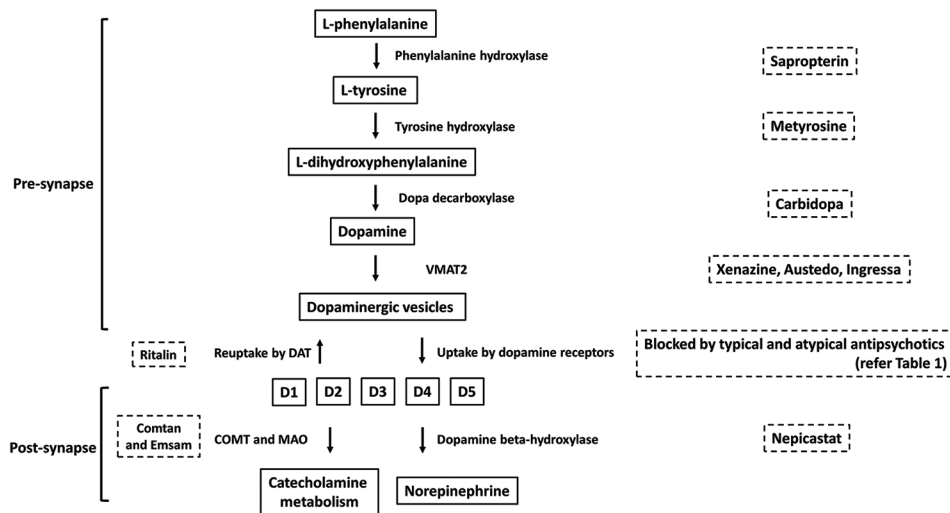 L-phenylalanine
Phenylalanine hydroxylase
Sapropterin
L-tyrosine
Tyrosine hydroxylase
Metyrosine
L-dihydroxyphenylalanine
Pre-synapse
Dopa decarboxylase
Carbidopa
Dopamine
VMAT2
Xenazine, Austedo, Ingressa
Dopaminergic vesicles
Ritalin
Reuptake by DAT
Uptake by dopamine receptors
Blocked by typical and atypical antipsychotics
(refer Table 1)
D1 D2 D3 D4 D5
Post-synapse
Comtan
and Emsam
COMT and MAO
Dopamine beta-hydroxylase
Nepicastat
Catecholamine
metabolism
Norepinephrine